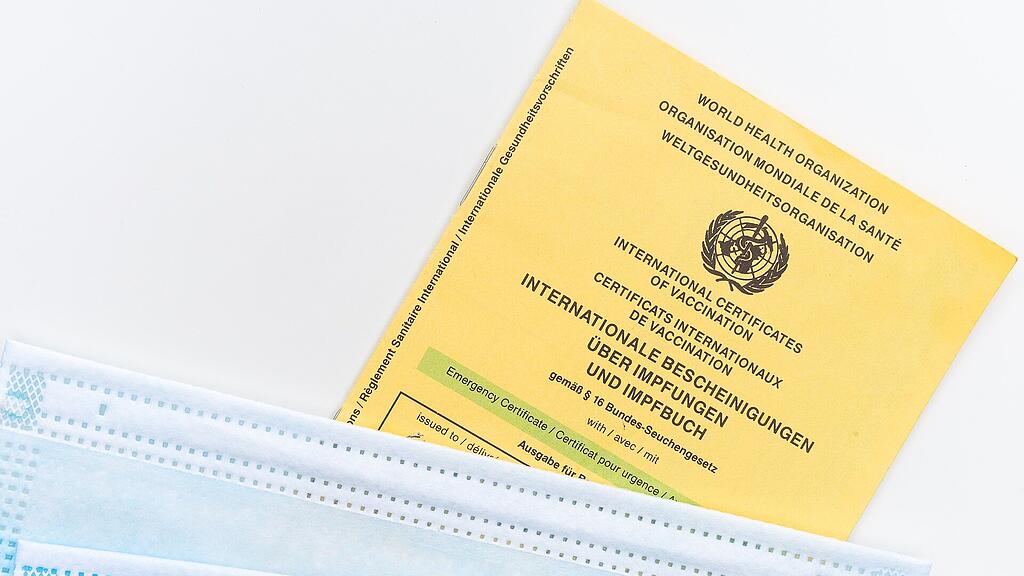 WORLD HEALTH ORGANIZATION
ORGANISATION MONDIALE DE LA SANTÉ
WELTGESUNDHEITSORGANISATION
INTERNATIONAL CERTIFICATES
OF VACCINATION
CERTIFICATS INTERNATIONAUX
DE VACCINATION
INTERNATIONALE BESCHEINIGUNGEN
ÜBER IMPFUNGEN
UND IMPFBUCH
gemäß § 16 Bundes-Seuchengesetz
with / avec / mit
Emergency Certificate / Certificat pour urgence /
Ausgabe für
issued to /
/ Règlement Sanitaire International / Internationale Gesundheitsvorschriften